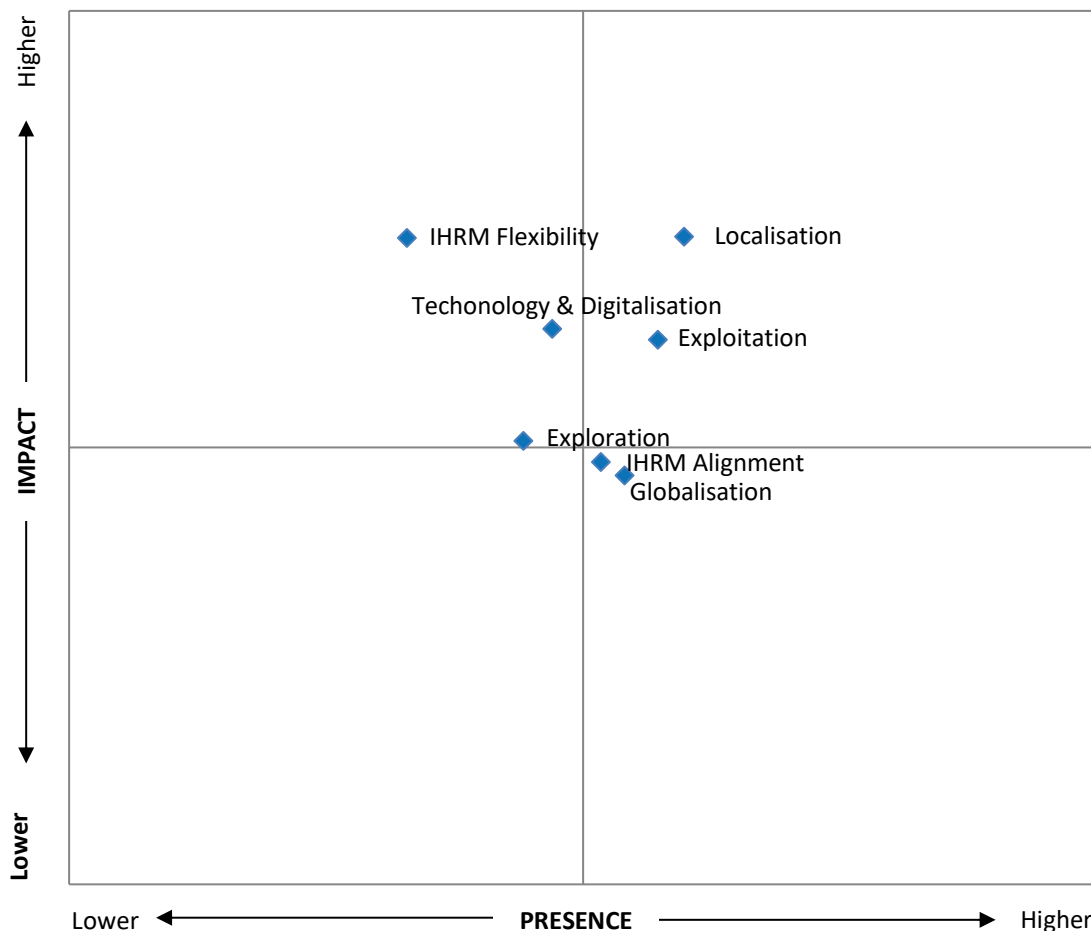 Higher
IHRM Flexibility
Localisation
Techonology & Digitalisation
Exploitation
IMPACT
Exploration
IHRM Alignment
Globalisation
Lower
Lower
PRESENCE
Higher